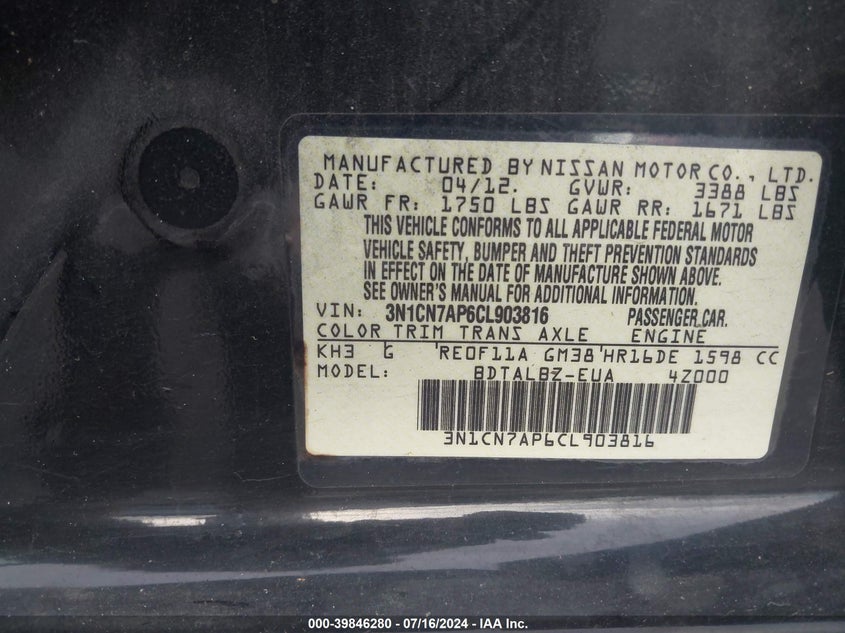 MANUFACTURED BY NISSAN MOTOR CO., LTD.
DATE: 04/12. GVWR: 3388 LBS
GAWR FR: 1750 LBS GAWR RR: 1671 LBS
THIS VEHICLE CONFORMS TO ALL APPLICABLE FEDERAL MOTOR
VEHICLE SAFETY, BUMPER AND THEFT PREVENTION STANDARDS
IN EFFECT ON THE DATE OF MANUFACTURE SHOWN ABOVE.
SEE OWNER'S MANUAL FOR ADDITIONAL INFORMATION.
VIN: 3N1CN7AP6CL903816 PASSENGER CAR.
COLOR TRIM TRANS AXLE ENGINE
KH3 G RE0F11A GM38 HR16DE 1598 CC
MODEL: BDTALBZ-EUA 4Z000
3N1CN7AP6CL903816
000-39846280 - 07/16/2024 - IAA Inc.